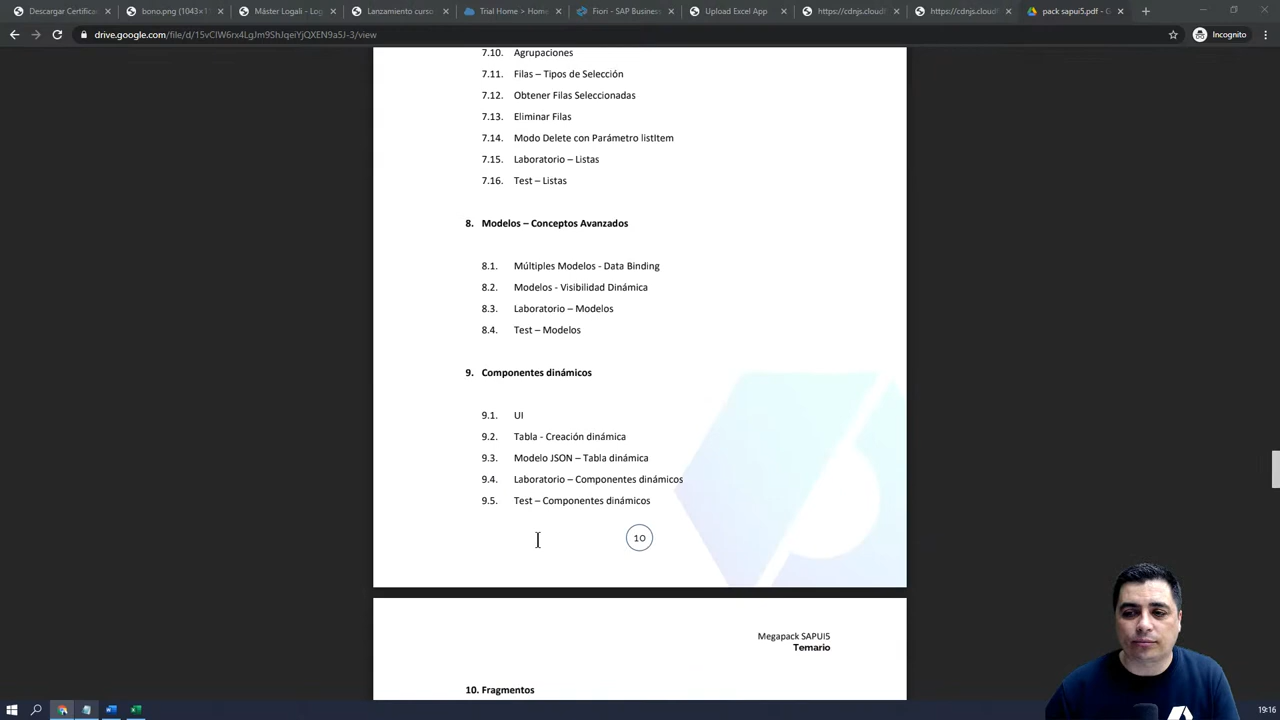 Descargar Certific
bono.png (1043×1
Máster Logali - Log
Lanzamiento curso
Trial Home > Local
Fiori - SAP Busines
Upload Excel App
https://cdnjs.cloudf
https://cdnjs.cloudf
pack sapui5.pdf - G
drive.google.com/file/d/15vCIW6rx4LgJm9ShJqeiYjQXEN9a5J-3/view
Incognito
7.10. Agrupaciones
7.11. Filas – Tipos de Selección
7.12. Obtener Filas Seleccionadas
7.13. Eliminar Filas
7.14. Modo Delete con Parámetro listItem
7.15. Laboratorio – Listas
7.16. Test – Listas
8. Modelos – Conceptos Avanzados
8.1. Múltiples Modelos - Data Binding
8.2. Modelos - Visibilidad Dinámica
8.3. Laboratorio – Modelos
8.4. Test – Modelos
9. Componentes dinámicos
9.1. UI
9.2. Tabla - Creación dinámica
9.3. Modelo JSON – Tabla dinámica
9.4. Laboratorio – Componentes dinámicos
9.5. Test – Componentes dinámicos
10
Megapack SAPUI5
Temario
10. Fragmentos
19:16